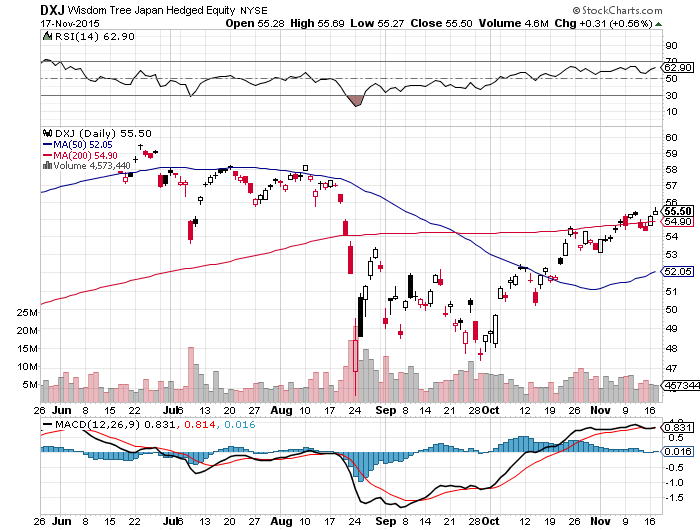 DXJ Wisdom Tree Japan Hedged Equity NYSE © StockCharts.com
17-Nov-2015 Open 55.28 High 55.69 Low 55.27 Close 55.50 Volume 4.6M Chg +0.31 (+0.56%)
RSI(14) 62.90
90
70
62.90
50
30
10
DXJ (Daily) 55.50
MA(50) 52.05
MA(200) 54.90
Volume 4,573,440
60
59
58
57
56
55.50
54.90
54
53
52.05
51
50
49
48
47
457344
25M
20M
15M
10M
5M
26 Jun 8 15 22 Jul 6 13 20 27 Aug 10 17 24 Sep 8 14 21 28 Oct 12 19 26 Nov 9 16
MACD(12,26,9) 0.831, 0.814, 0.016
1.0
0.831
0.5
0.016
-0.5
-1.0
-1.5
26 Jun 8 15 22 Jul 6 13 20 27 Aug 10 17 24 Sep 8 14 21 28 Oct 12 19 26 Nov 9 16